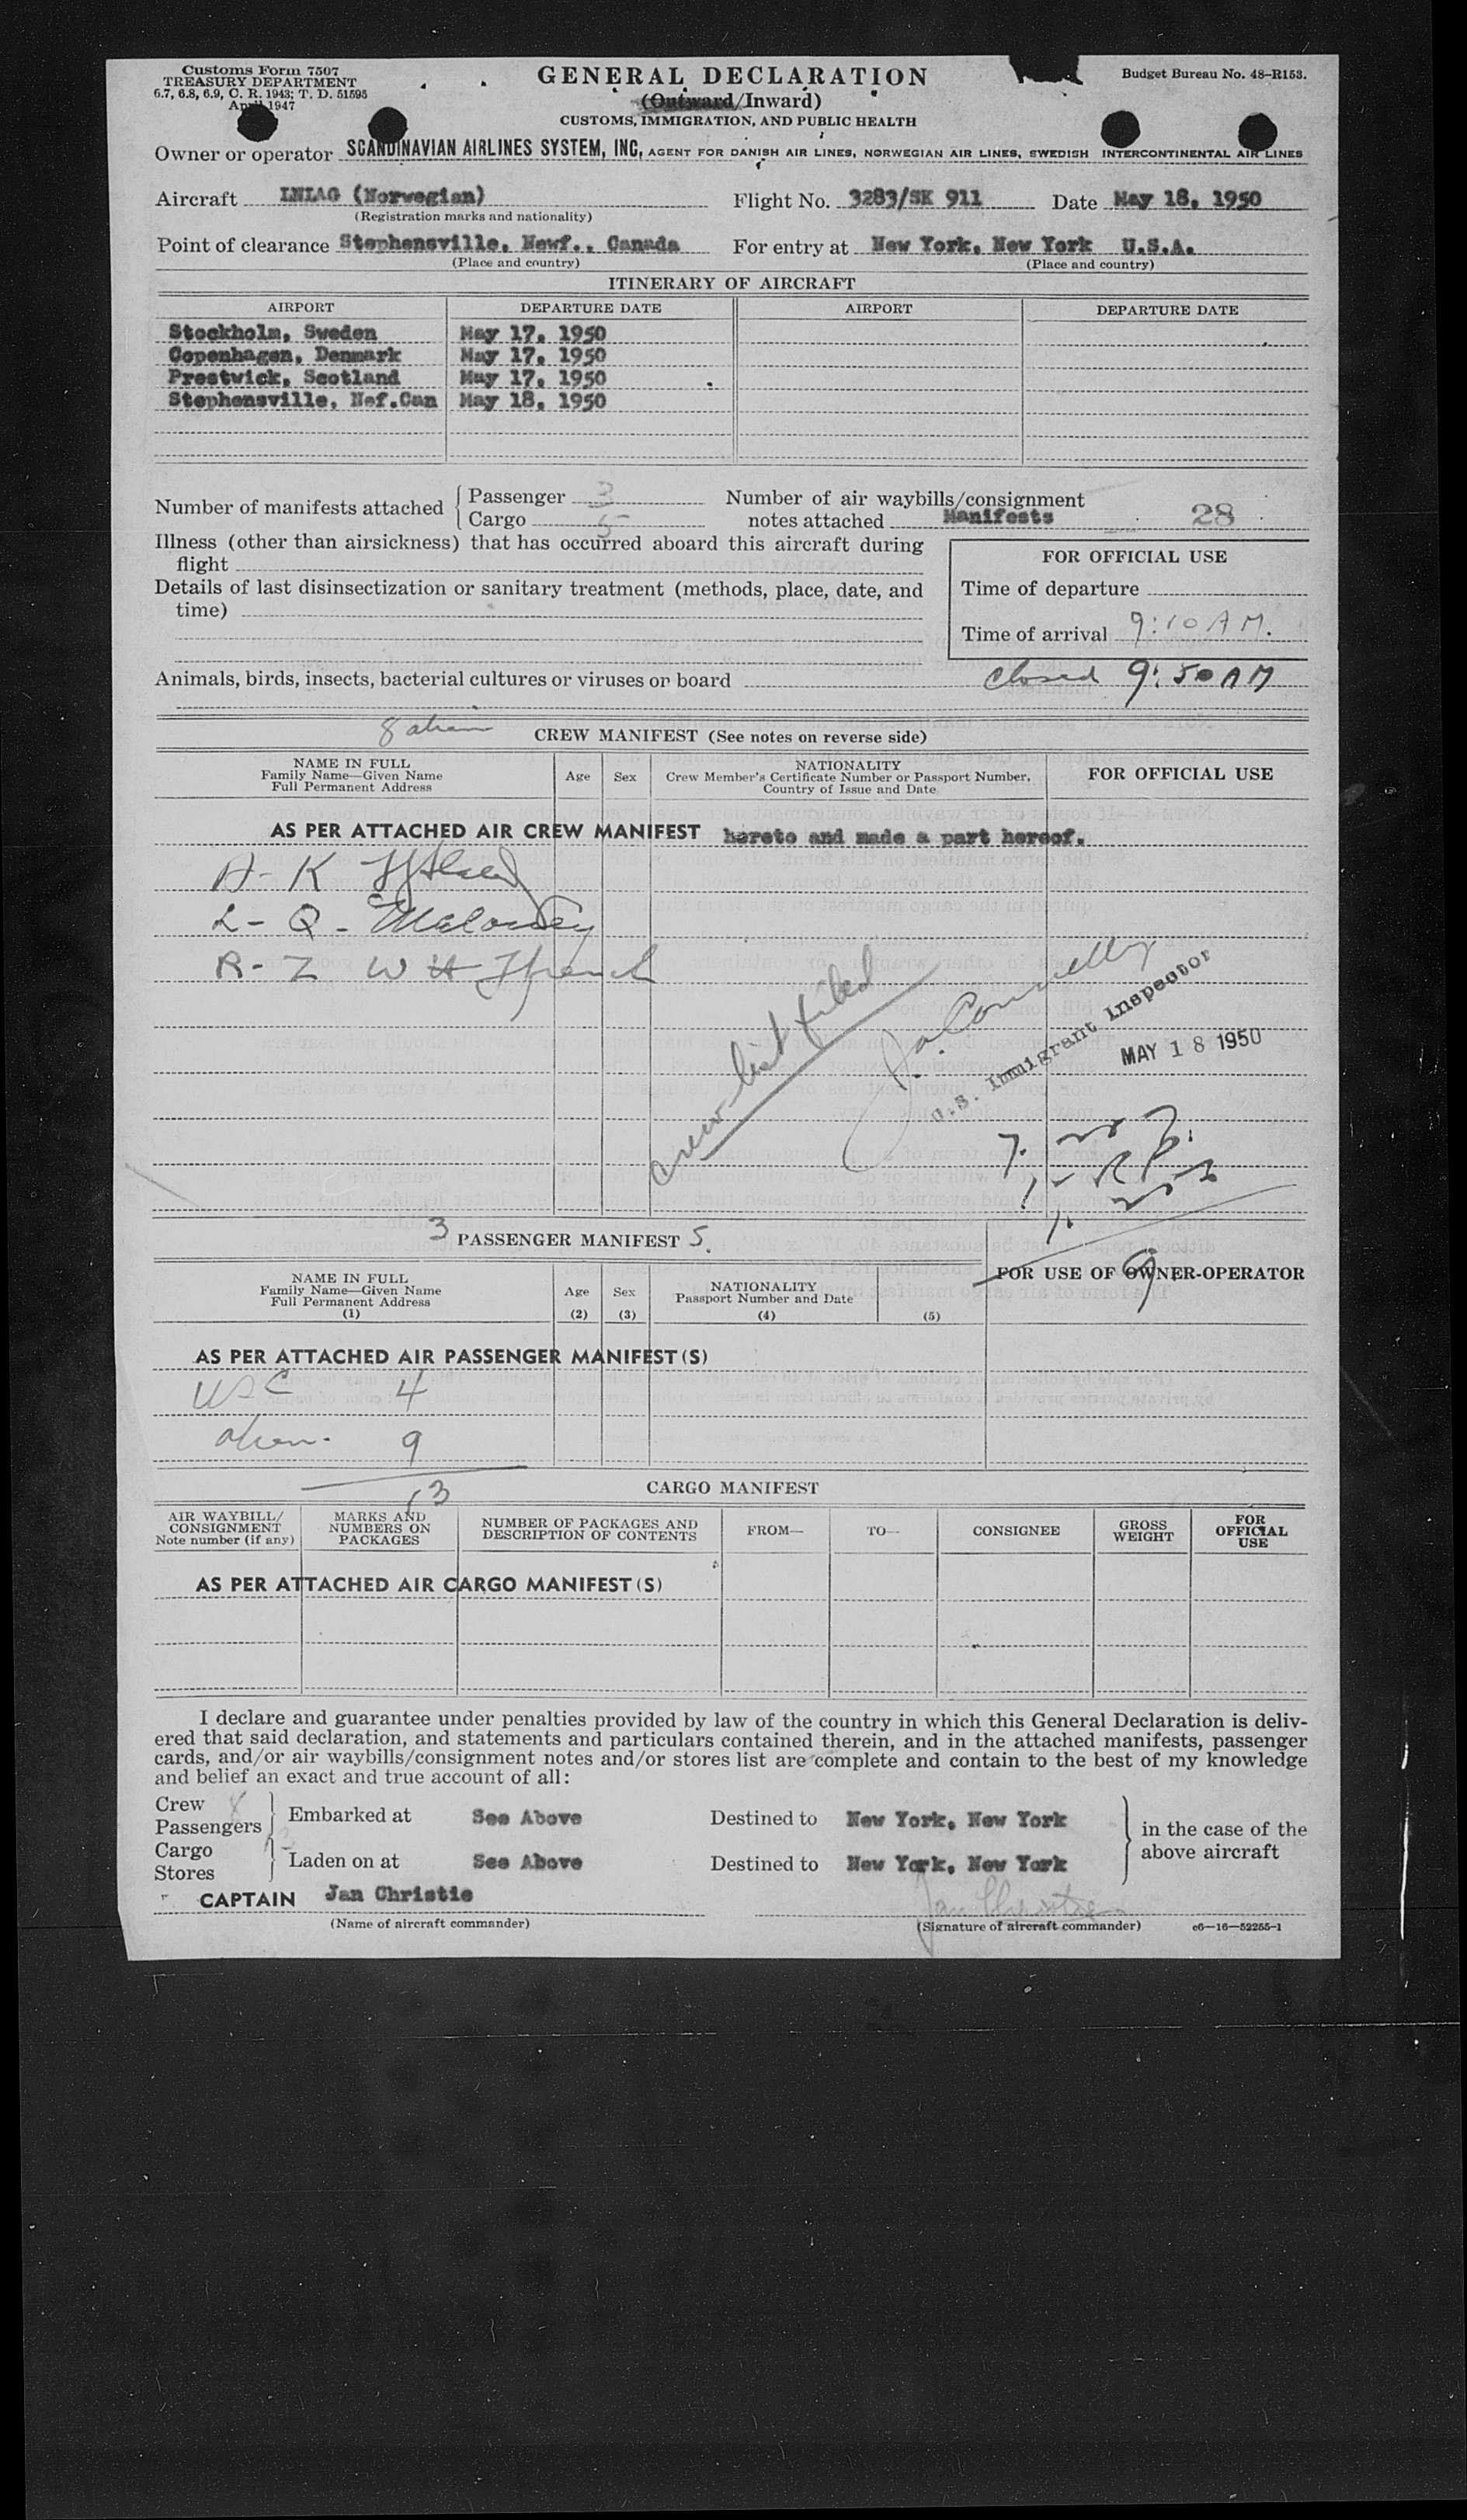 Customs Form 7507
TREASURY DEPARTMENT
6.7, 6.8, 6.9, C. R. 1943; T. D. 51595
April 1947
GENERAL DECLARATION
(Outward/Inward)
CUSTOMS, IMMIGRATION, AND PUBLIC HEALTH
Budget Bureau No. 48-R153.
Owner or operator SCANDINAVIAN AIRLINES SYSTEM, INC, AGENT FOR DANISH AIR LINES, NORWEGIAN AIR LINES, SWEDISH INTERCONTINENTAL AIR LINES
Aircraft LNIAG (Norwegian) Flight No. 3283/SK 911 Date May 18, 1950
(Registration marks and nationality)
Point of clearance Stephensville, Newf., Canada For entry at New York, New York U.S.A.
(Place and country) (Place and country)
ITINERARY OF AIRCRAFT
AIRPORT DEPARTURE DATE AIRPORT DEPARTURE DATE
Stockholm, Sweden May 17, 1950
Copenhagen, Denmark May 17, 1950
Prestwick, Scotland May 17, 1950
Stephensville, Nef.Can May 18, 1950
Number of manifests attached Passenger 3 Cargo 5
Number of air waybills/consignment notes attached Manifests 28
Illness (other than airsickness) that has occurred aboard this aircraft during
flight
Details of last disinsectization or sanitary treatment (methods, place, date, and
time)
FOR OFFICIAL USE
Time of departure
Time of arrival 9:10 AM.
Animals, birds, insects, bacterial cultures or viruses on board closed 9:50 AM
8 alien CREW MANIFEST (See notes on reverse side)
NAME IN FULL
Family Name—Given Name
Full Permanent Address
Age
Sex
NATIONALITY
Crew Member's Certificate Number or Passport Number,
Country of Issue and Date
FOR OFFICIAL USE
AS PER ATTACHED AIR CREW MANIFEST hereto and made a part hereof.
A - K
L - Q - Maloney
R - Z W H French
crew list filed
U.S. Immigrant Inspector
MAY 18 1950
3 PASSENGER MANIFEST 5.
NAME IN FULL
Family Name—Given Name
Full Permanent Address
(1)
Age
(2)
Sex
(3)
NATIONALITY
Passport Number and Date
(4)
(5)
FOR USE OF OWNER-OPERATOR
9
AS PER ATTACHED AIR PASSENGER MANIFEST(S)
USC 4
alien 9
13
CARGO MANIFEST
AIR WAYBILL/
CONSIGNMENT
Note number (if any)
MARKS AND
NUMBERS ON
PACKAGES
NUMBER OF PACKAGES AND
DESCRIPTION OF CONTENTS
FROM—
TO—
CONSIGNEE
GROSS
WEIGHT
FOR
OFFICIAL
USE
AS PER ATTACHED AIR CARGO MANIFEST(S)
I declare and guarantee under penalties provided by law of the country in which this General Declaration is deliv-
ered that said declaration, and statements and particulars contained therein, and in the attached manifests, passenger
cards, and/or air waybills/consignment notes and/or stores list are complete and contain to the best of my knowledge
and belief an exact and true account of all:
Crew 8
Passengers 13
Embarked at See Above Destined to New York, New York
Cargo
Stores
Laden on at See Above Destined to New York, New York
in the case of the
above aircraft
CAPTAIN Jan Christie Jan Christie
(Name of aircraft commander) (Signature of aircraft commander) c6—16—52255-1